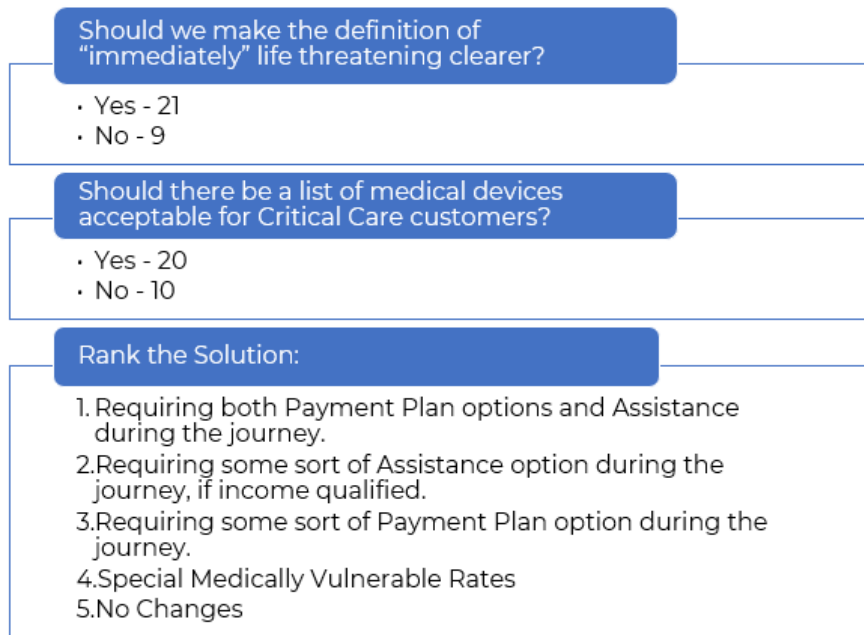 Should we make the definition of
“immediately” life threatening clearer?
• Yes - 21
• No - 9
Should there be a list of medical devices
acceptable for Critical Care customers?
• Yes - 20
• No - 10
Rank the Solution:
1. Requiring both Payment Plan options and Assistance
during the journey.
2.Requiring some sort of Assistance option during the
journey, if income qualified.
3.Requiring some sort of Payment Plan option during the
journey.
4.Special Medically Vulnerable Rates
5.No Changes